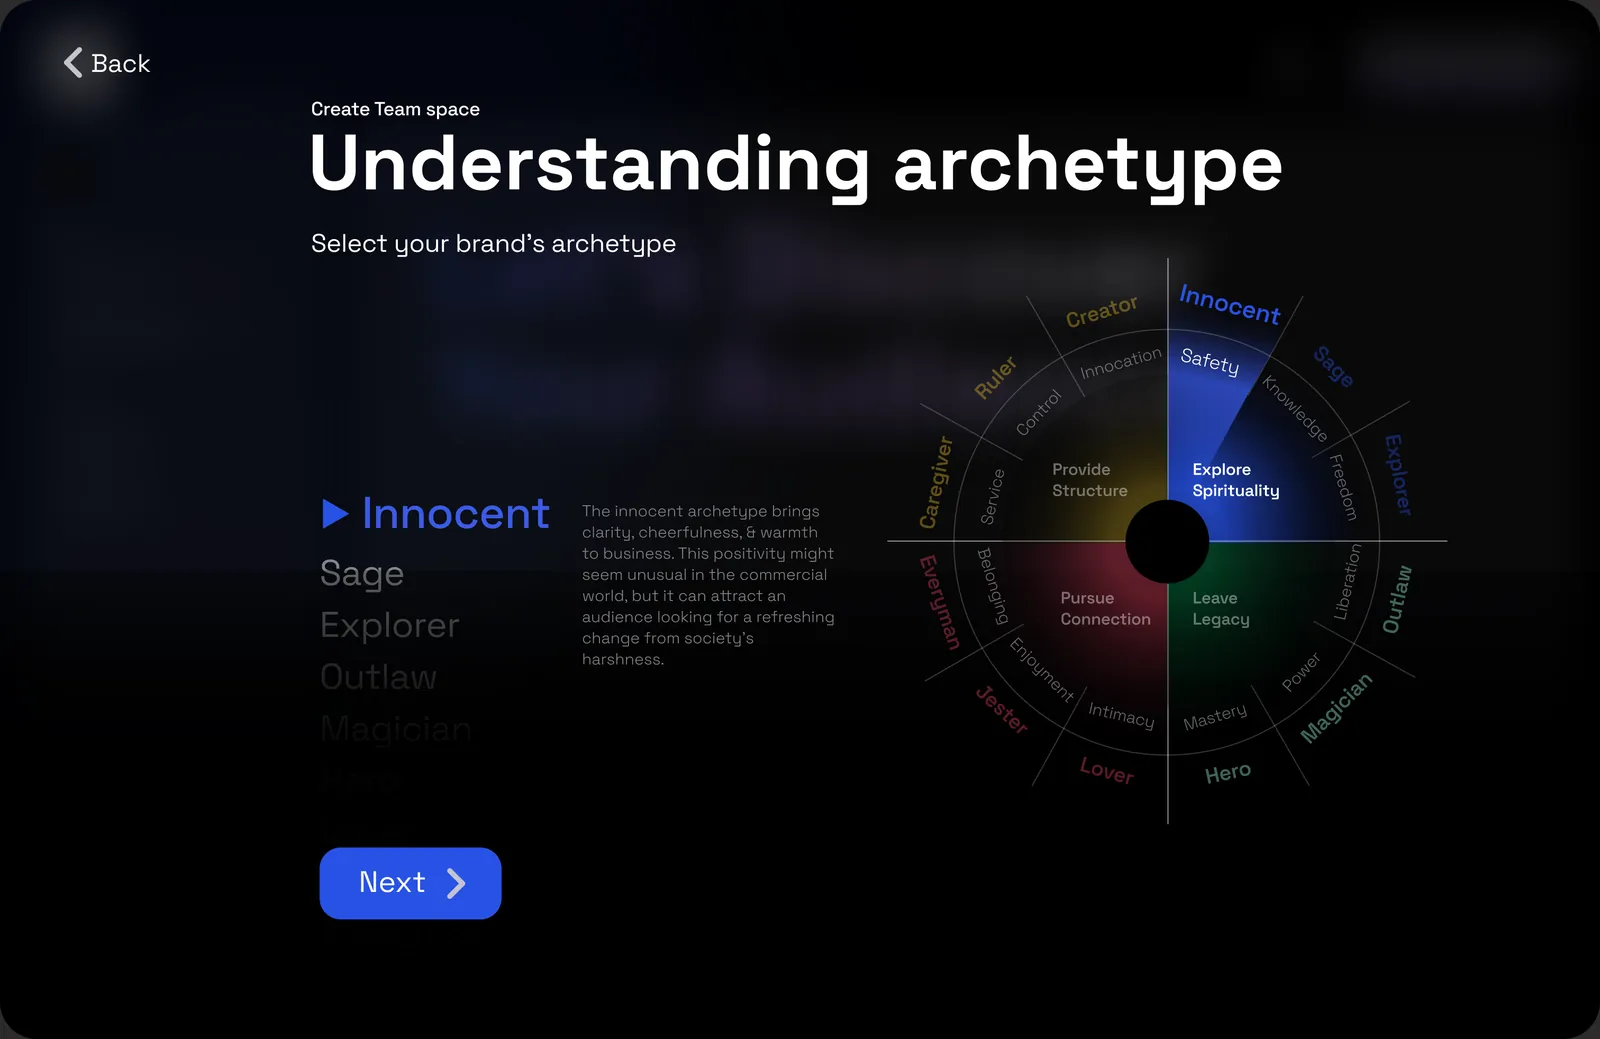 Back
Create Team space
Understanding archetype
Select your brand's archetype
Innocent
Sage
Explorer
Outlaw
Magician
Hero
The innocent archetype brings
clarity, cheerfulness, & warmth
to business. This positivity might
seem unusual in the commercial
world, but it can attract an
audience looking for a refreshing
change from society's
harshness.
Next
Innocent
Sage
Explorer
Outlaw
Magician
Hero
Lover
Jester
Everyman
Caregiver
Ruler
Creator
Safety
Knowledge
Freedom
Liberation
Power
Mastery
Intimacy
Enjoyment
Belonging
Service
Control
Innocation
Provide
Structure
Explore
Spirituality
Pursue
Connection
Leave
Legacy